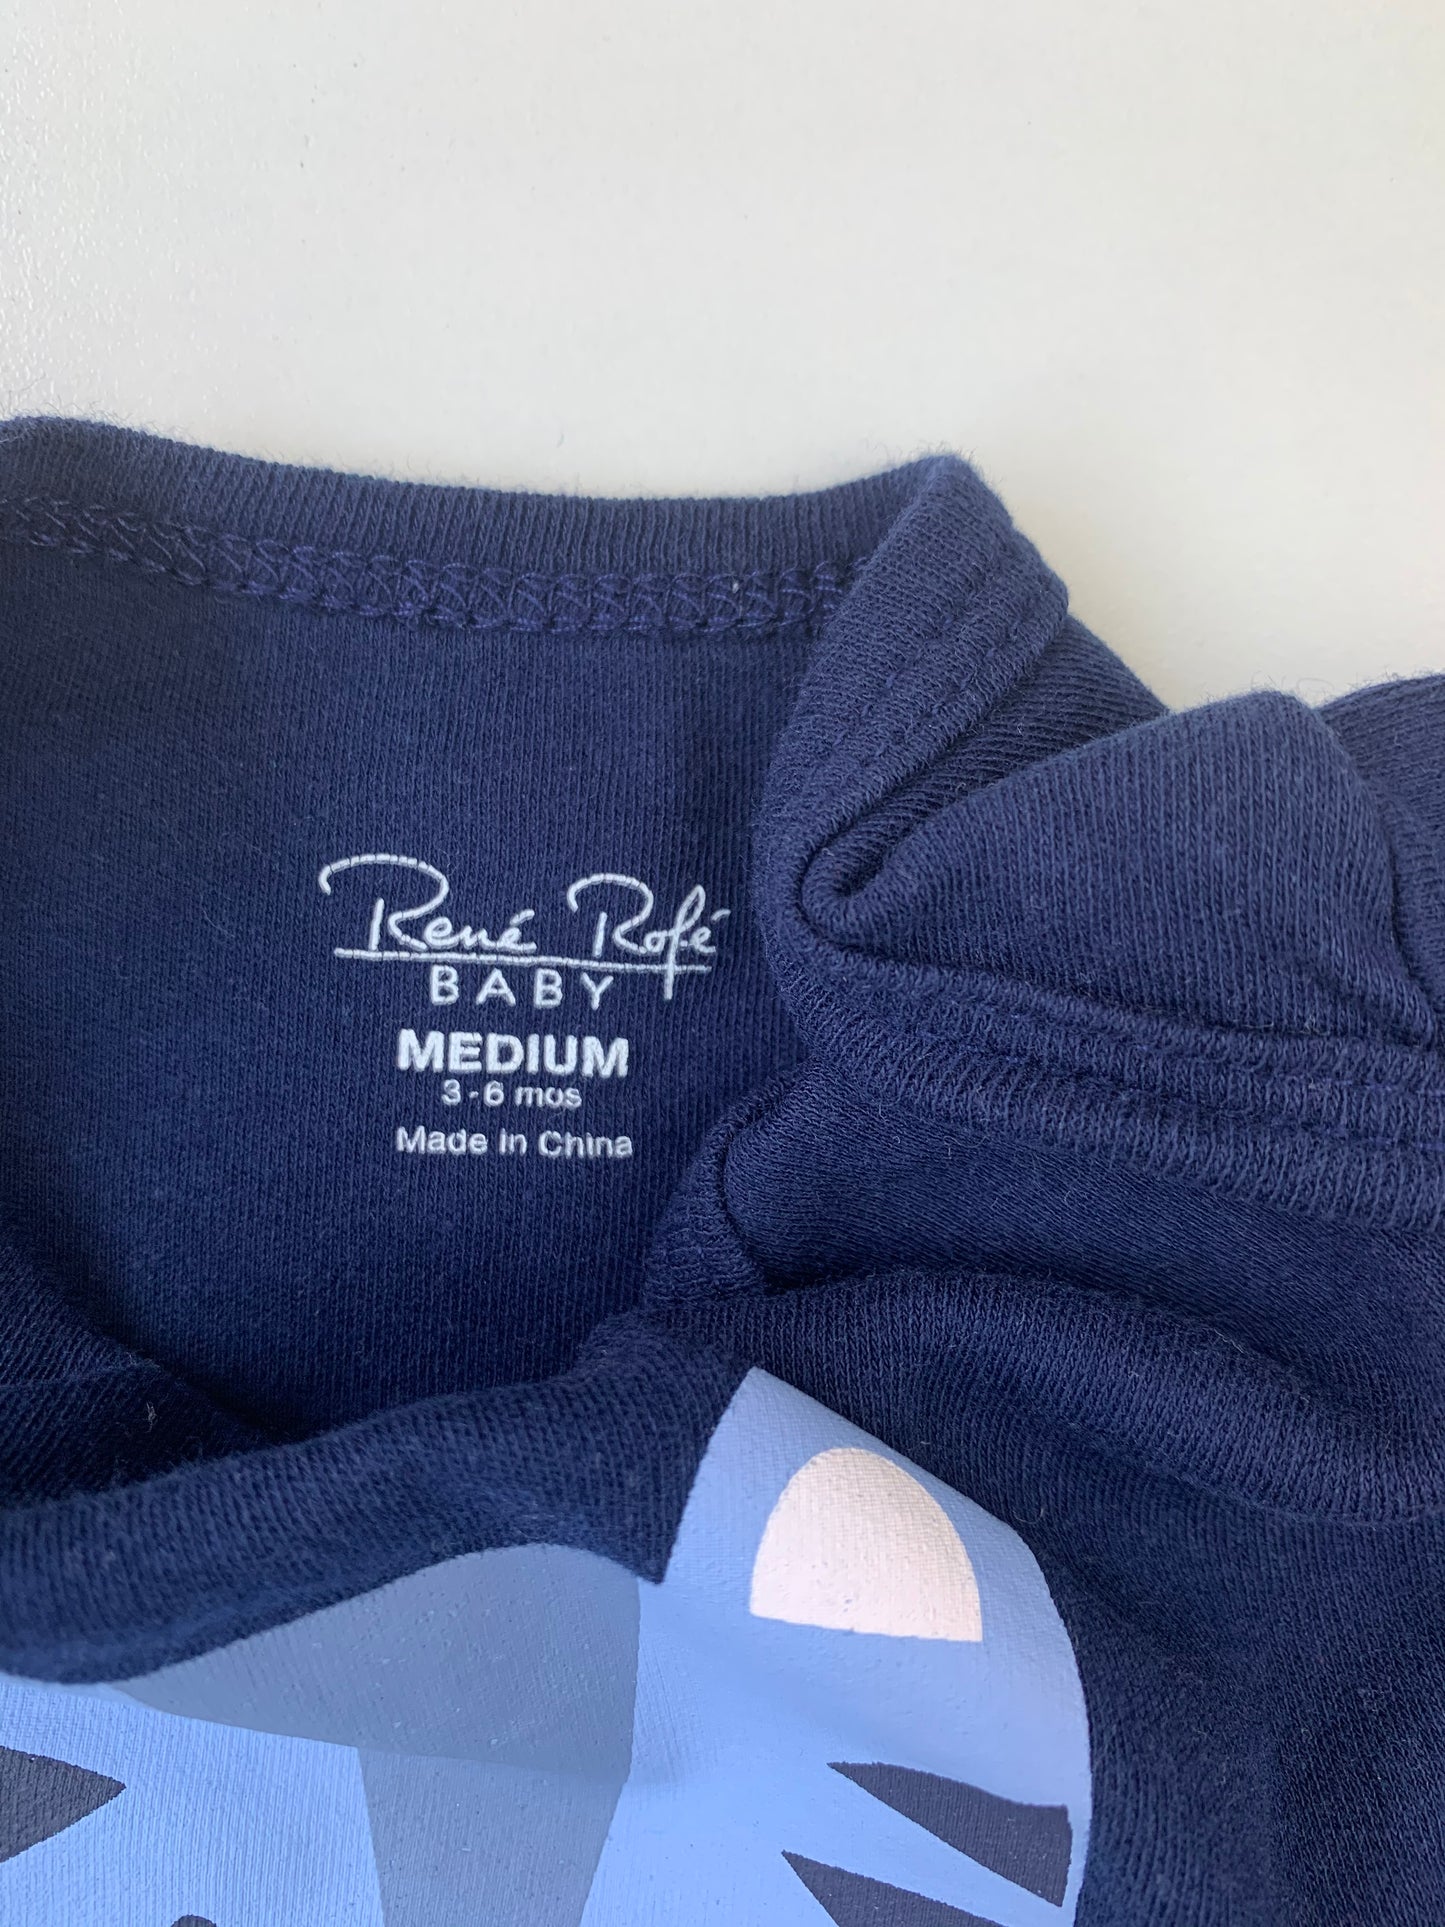 René Rofé
BABY
MEDIUM
3-6 mos
Made In China